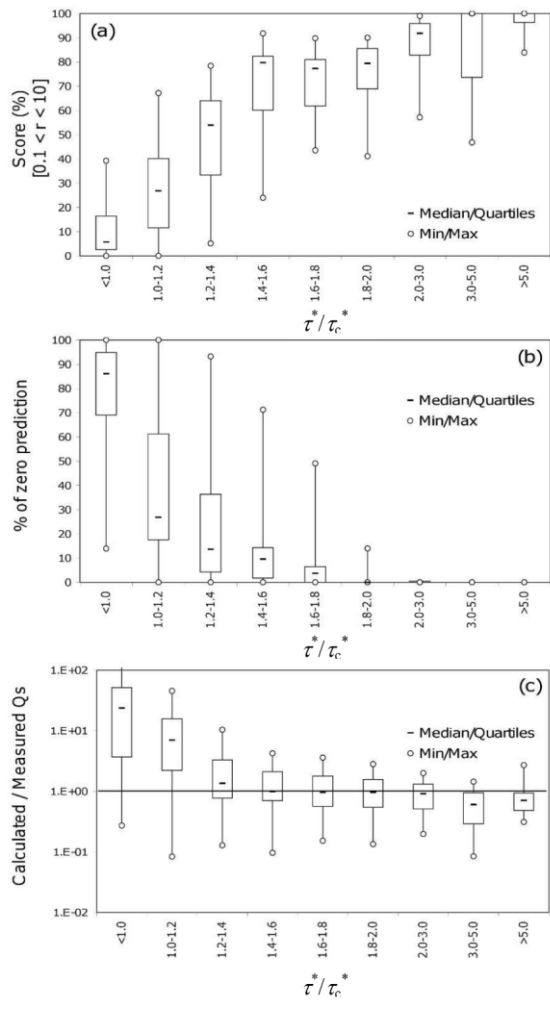 (a)
Score (%)
[0.1 < r < 10]
100
90
80
70
60
50
40
30
20
10
0
Median/Quartiles
Min/Max
<1.0
1.0-1.2
1.2-1.4
1.4-1.6
1.6-1.8
1.8-2.0
2.0-3.0
3.0-5.0
>5.0
τ*/τc*
(b)
% of zero prediction
100
90
80
70
60
50
40
30
20
10
0
Median/Quartiles
Min/Max
<1.0
1.0-1.2
1.2-1.4
1.4-1.6
1.6-1.8
1.8-2.0
2.0-3.0
3.0-5.0
>5.0
τ*/τc*
(c)
Calculated / Measured Qs
1.E+02
1.E+01
1.E+00
1.E-01
1.E-02
Median/Quartiles
Min/Max
<1.0
1.0-1.2
1.2-1.4
1.4-1.6
1.6-1.8
1.8-2.0
2.0-3.0
3.0-5.0
>5.0
τ*/τc*